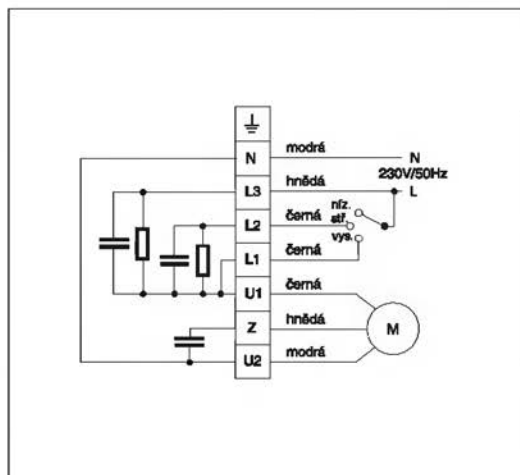 modrá
N
N
230V/50Hz
hnědá
L3
L
níz.
černá
stř.
L2
vys.
černá
L1
černá
U1
hnědá
Z
M
modrá
U2